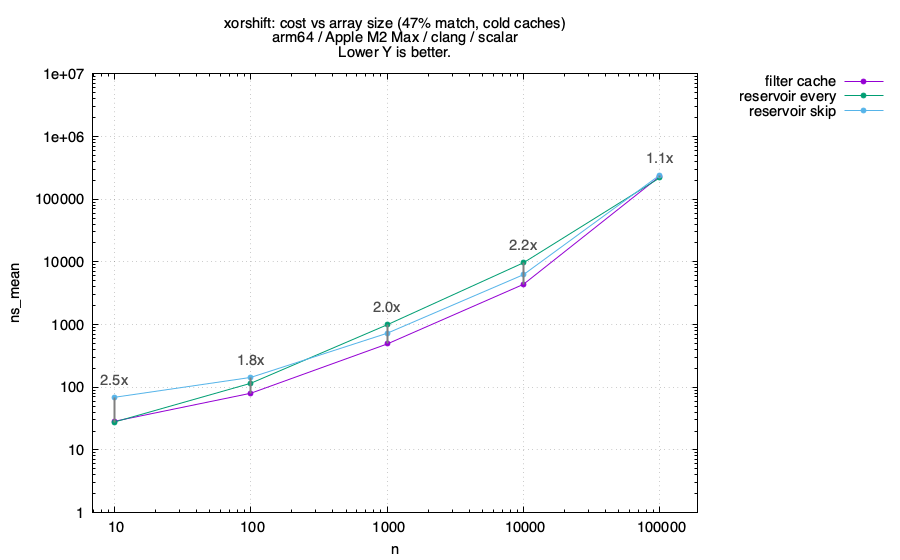 xorshift: cost vs array size (47% match, cold caches)
arm64 / Apple M2 Max / clang / scalar
Lower Y is better.
filter cache
reservoir every
reservoir skip
1e+07
1e+06
100000
10000
1000
100
10
1
ns_mean
2.5x
1.8x
2.0x
2.2x
1.1x
10
100
1000
10000
100000
n